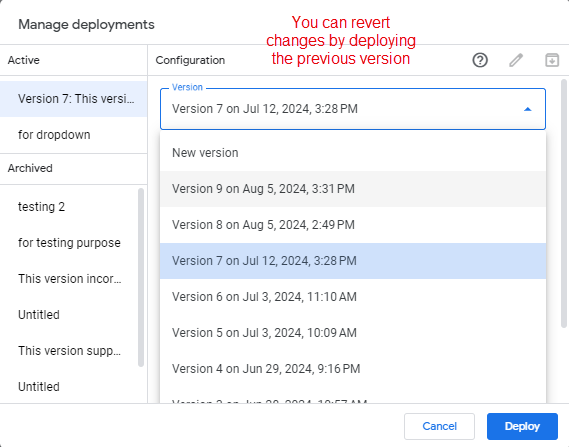 Manage deployments
You can revert
changes by deploying
the previous version
Active
Configuration
Version 7: This versi...
for dropdown
Archived
testing 2
for testing purpose
This version incor...
Untitled
This version supp...
Untitled
Version
Version 7 on Jul 12, 2024, 3:28 PM
New version
Version 9 on Aug 5, 2024, 3:31 PM
Version 8 on Aug 5, 2024, 2:49 PM
Version 7 on Jul 12, 2024, 3:28 PM
Version 6 on Jul 3, 2024, 11:10 AM
Version 5 on Jul 3, 2024, 10:09 AM
Version 4 on Jun 29, 2024, 9:16 PM
Cancel
Deploy